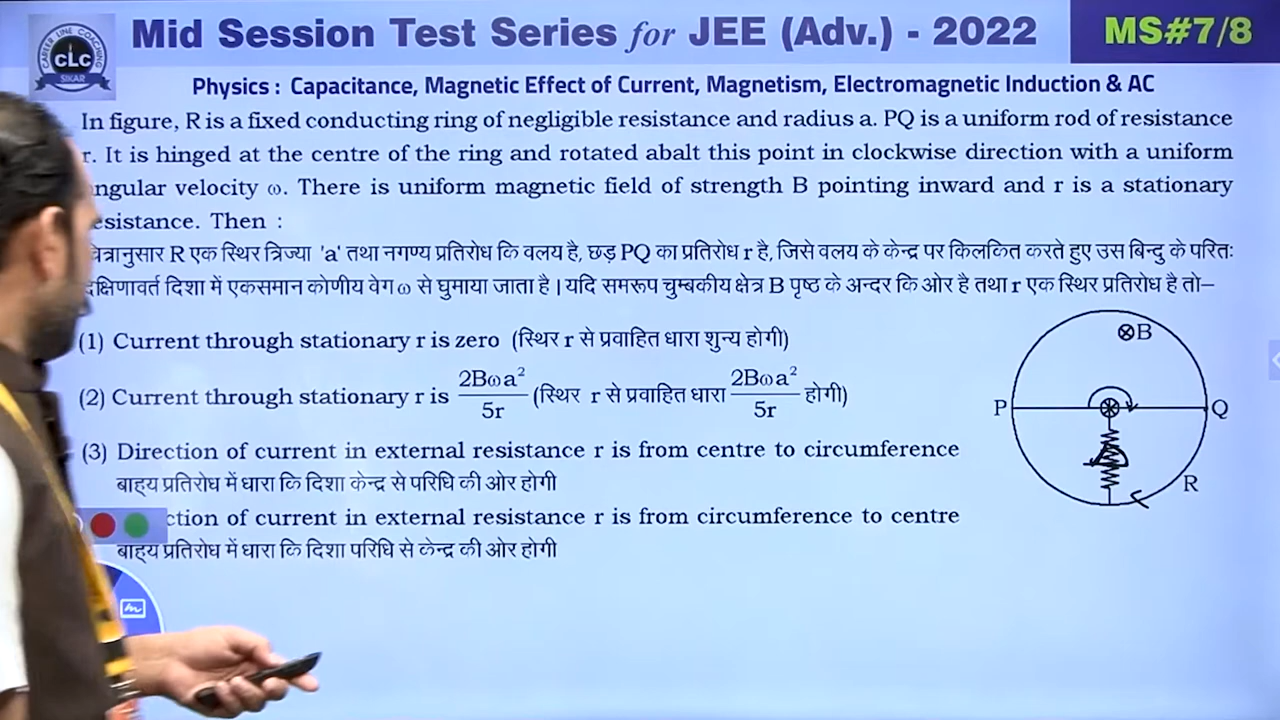 Mid Session Test Series for JEE (Adv.) - 2022
MS#7/8
CAREER LINE COACHING
CLC
SIKAR
Physics : Capacitance, Magnetic Effect of Current, Magnetism, Electromagnetic Induction & AC
In figure, R is a fixed conducting ring of negligible resistance and radius a. PQ is a uniform rod of resistance
r. It is hinged at the centre of the ring and rotated abalt this point in clockwise direction with a uniform
ngular velocity ω. There is uniform magnetic field of strength B pointing inward and r is a stationary
esistance. Then :
चित्रानुसार R एक स्थिर त्रिज्या 'a' तथा नगण्य प्रतिरोध कि वलय है, छड़ PQ का प्रतिरोध r है, जिसे वलय के केन्द्र पर किलकित करते हुए उस बिन्दु के परितः
दक्षिणावर्त दिशा में एकसमान कोणीय वेग ω से घुमाया जाता है। यदि समरूप चुम्बकीय क्षेत्र B पृष्ठ के अन्दर कि ओर है तथा r एक स्थिर प्रतिरोध है तो–
(1) Current through stationary r is zero (स्थिर r से प्रवाहित धारा शून्य होगी)
(2) Current through stationary r is 2Bωa²/5r (स्थिर r से प्रवाहित धारा 2Bωa²/5r होगी)
(3) Direction of current in external resistance r is from centre to circumference
बाह्य प्रतिरोध में धारा कि दिशा केन्द्र से परिधि की ओर होगी
ction of current in external resistance r is from circumference to centre
बाह्य प्रतिरोध में धारा कि दिशा परिधि से केन्द्र की ओर होगी
⊗B
P
Q
R